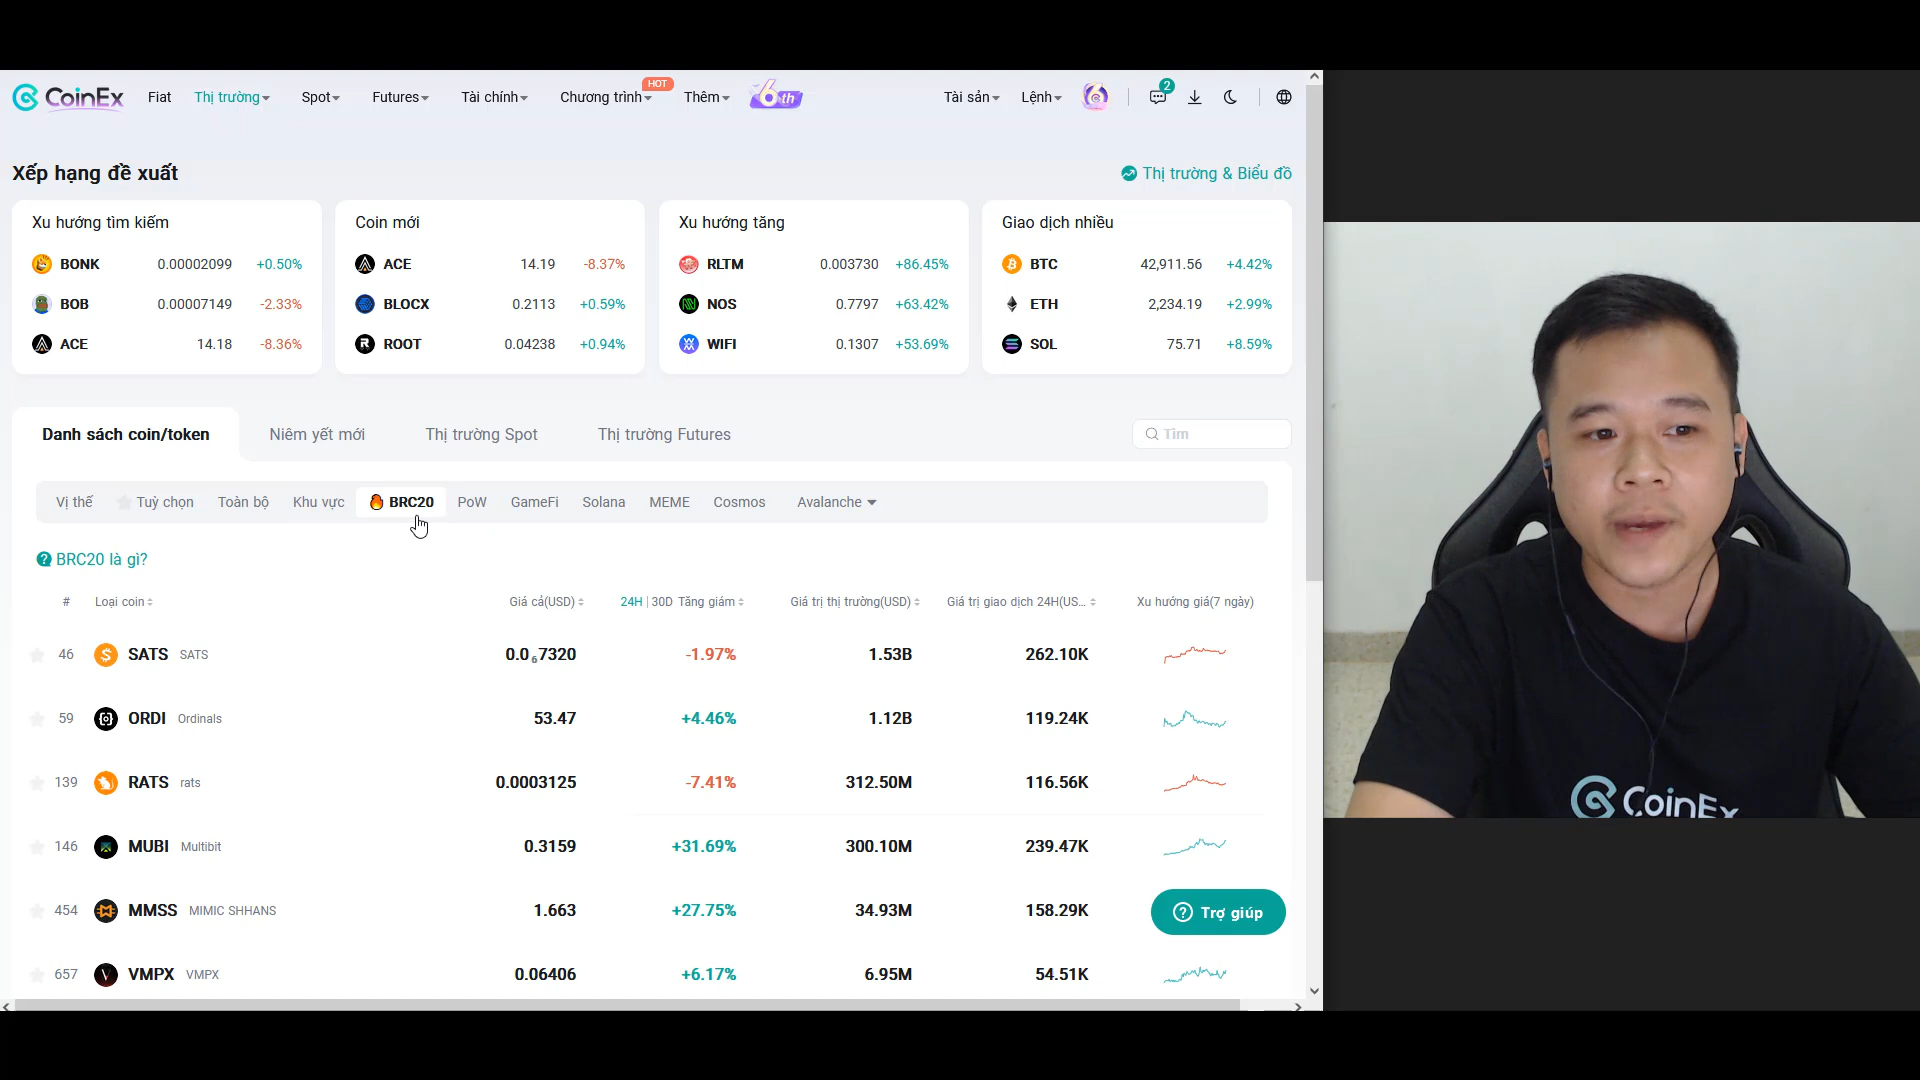 CoinEx Fiat Thị trường Spot Futures Tài chính Chương trình HOT Thêm 6th Tài sản Lệnh 2
Xếp hạng đề xuất
Thị trường & Biểu đồ
Xu hướng tìm kiếm
BONK 0.00002099 +0.50%
BOB 0.00007149 -2.33%
ACE 14.18 -8.36%
Coin mới
ACE 14.19 -8.37%
BLOCX 0.2113 +0.59%
ROOT 0.04238 +0.94%
Xu hướng tăng
RLTM 0.003730 +86.45%
NOS 0.7797 +63.42%
WIFI 0.1307 +53.69%
Giao dịch nhiều
BTC 42,911.56 +4.42%
ETH 2,234.19 +2.99%
SOL 75.71 +8.59%
Danh sách coin/token Niêm yết mới Thị trường Spot Thị trường Futures Tìm
Vị thế Tuỳ chọn Toàn bộ Khu vực BRC20 PoW GameFi Solana MEME Cosmos Avalanche
BRC20 là gì?
# Loại coin Giá cả(USD) 24H | 30D Tăng giảm Giá trị thị trường(USD) Giá trị giao dịch 24H(US... Xu hướng giá(7 ngày)
46 SATS SATS 0.0₆7320 -1.97% 1.53B 262.10K
59 ORDI Ordinals 53.47 +4.46% 1.12B 119.24K
139 RATS rats 0.0003125 -7.41% 312.50M 116.56K
146 MUBI Multibit 0.3159 +31.69% 300.10M 239.47K
454 MMSS MIMIC SHHANS 1.663 +27.75% 34.93M 158.29K
657 VMPX VMPX 0.06406 +6.17% 6.95M 54.51K
Trợ giúp
CoinEx